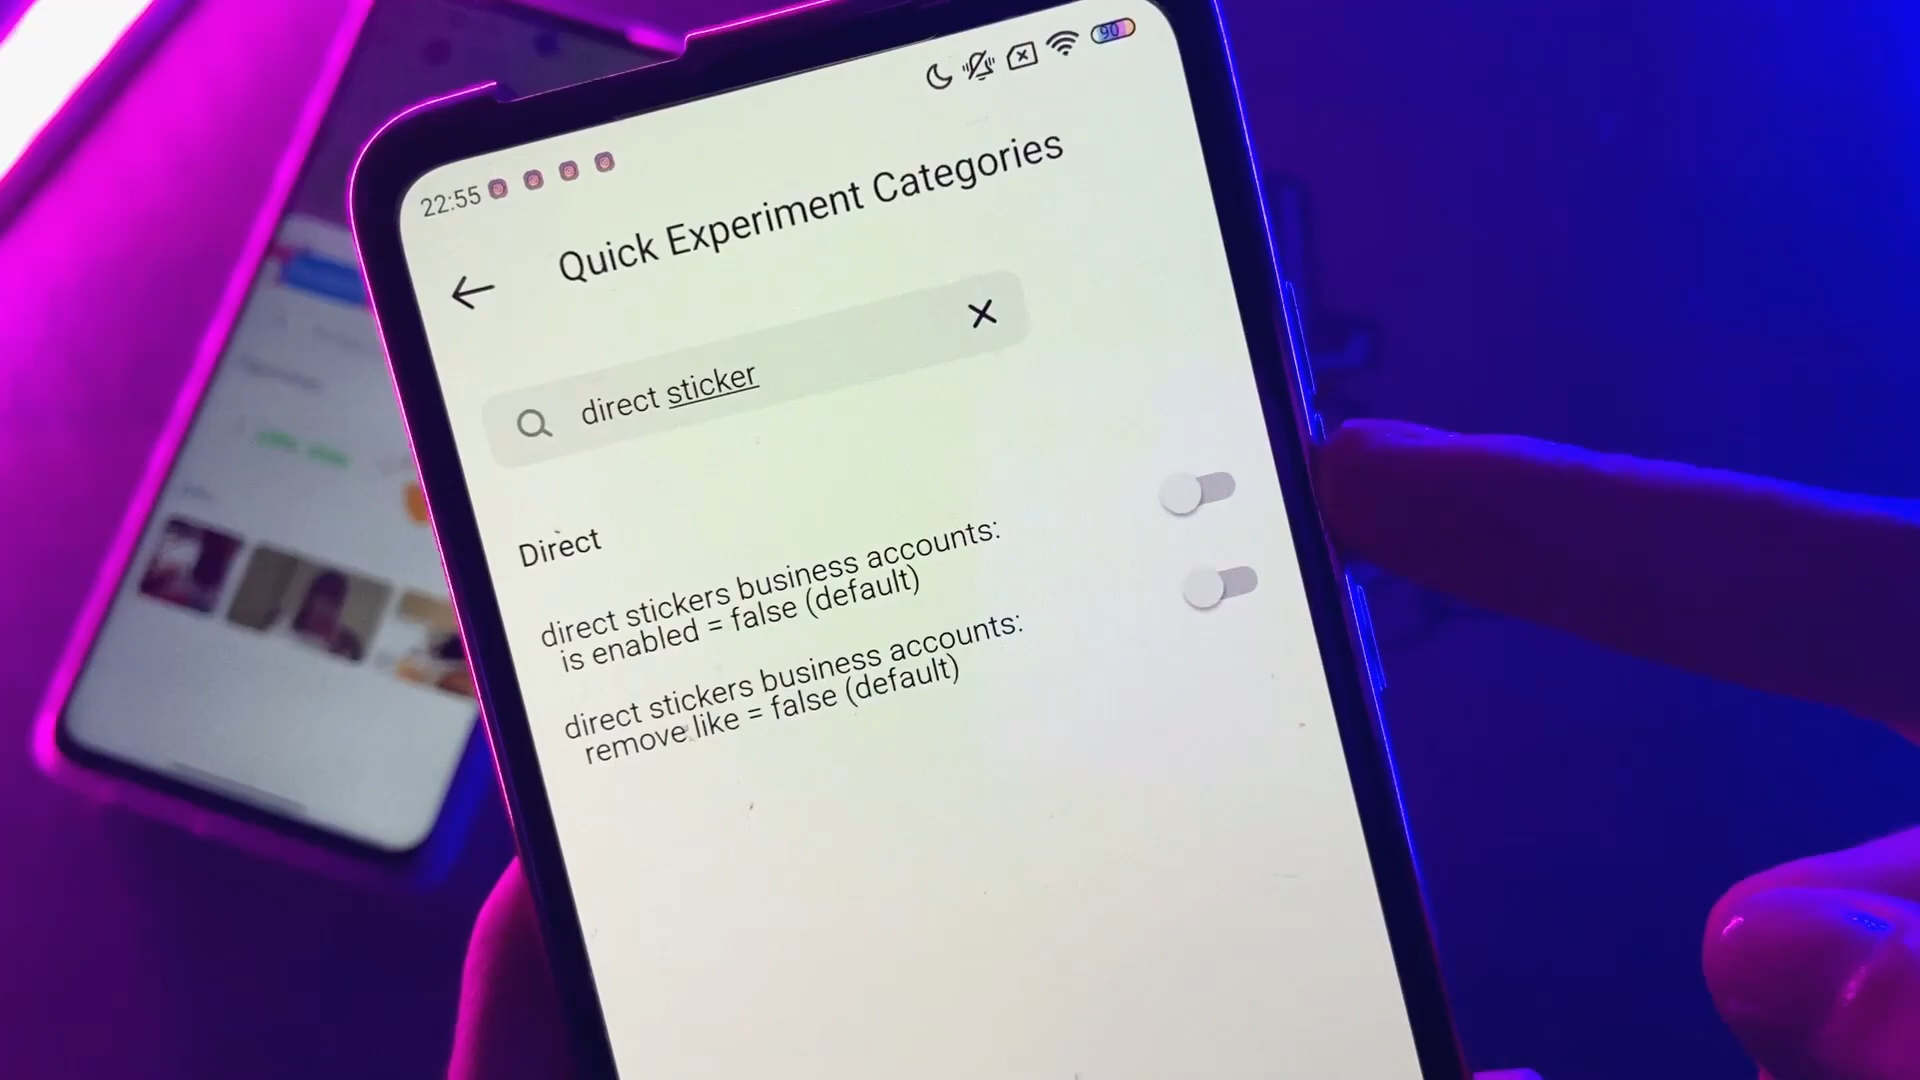 90
22:55
Quick Experiment Categories
direct sticker
Direct
direct stickers business accounts:
is enabled = false (default)
direct stickers business accounts:
remove like = false (default)